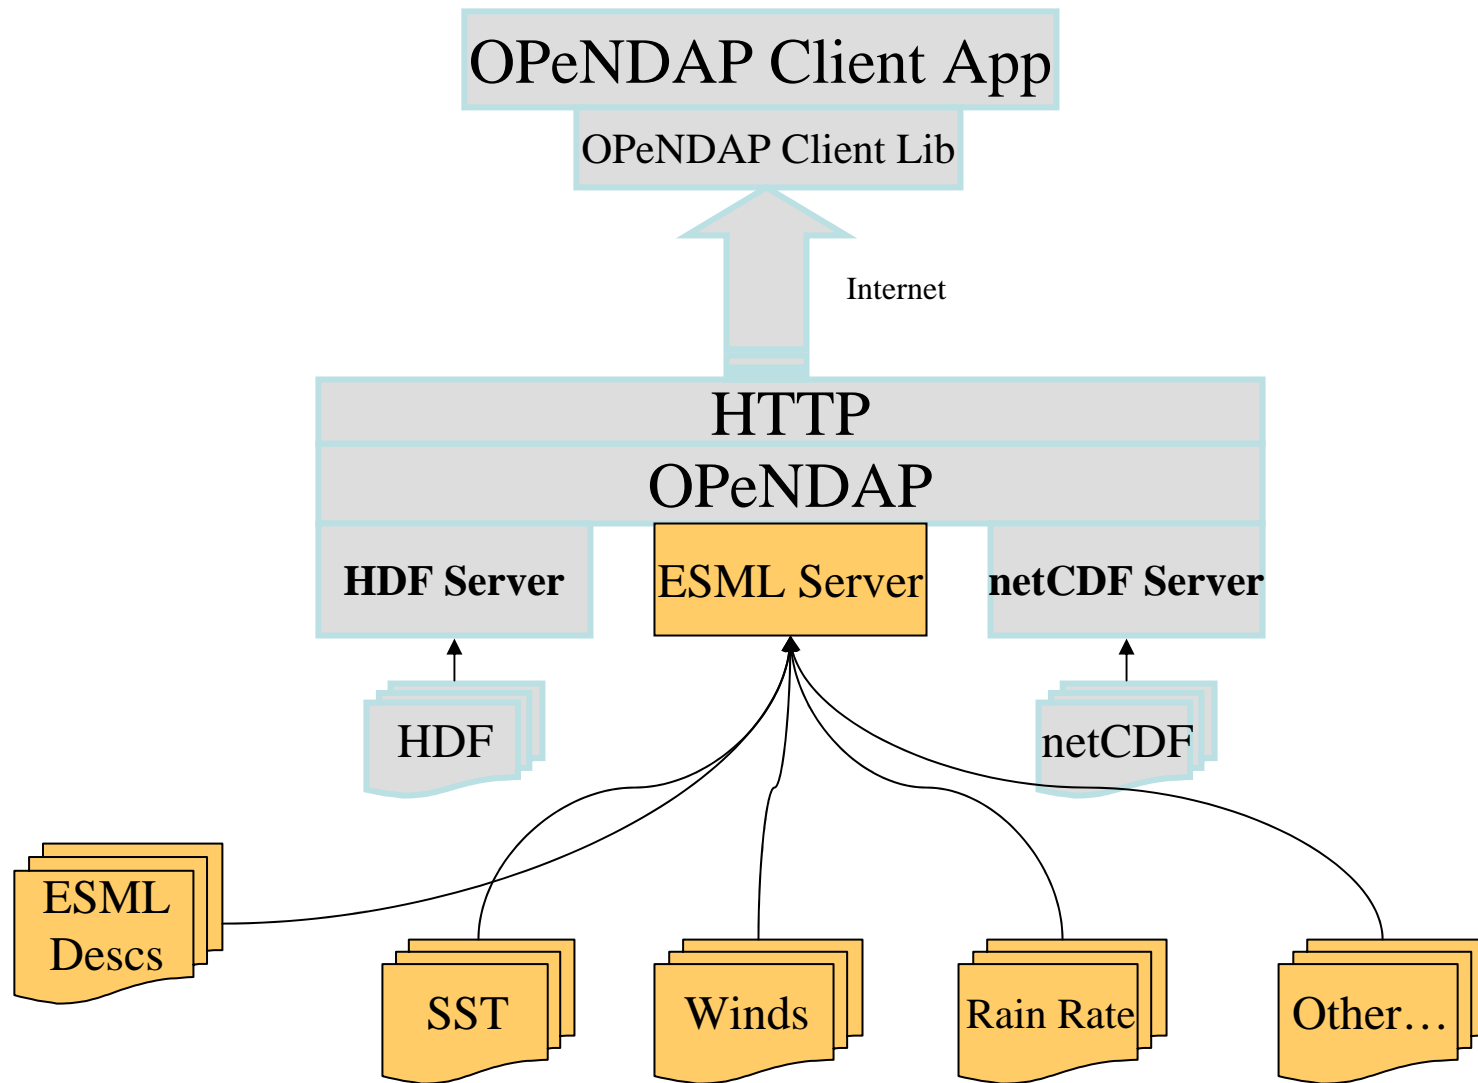 OPeNDAP Client App
OPeNDAP Client Lib
Internet
HTTP
OPeNDAP
HDF Server
ESML Server
netCDF Server
HDF
netCDF
ESML
Descs
SST
Winds
Rain Rate
Other…